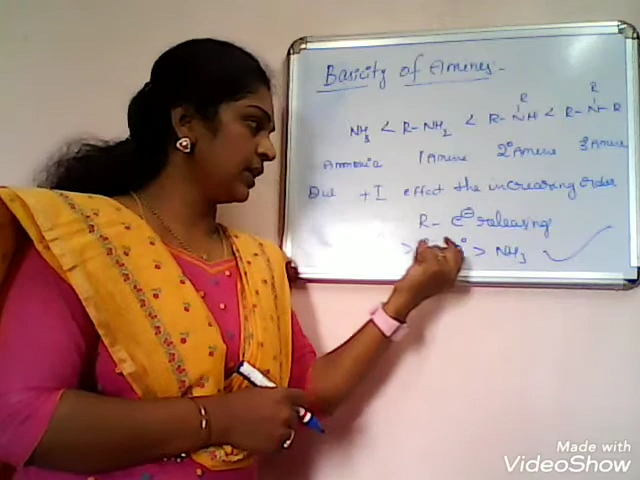 Basicity of Amines -
R R
NH3 < R- NH2 < R- NH < R- N- R
Ammonia 1 Amine 2° Amine 3° Amine
Due +I effect the increasing order
R- e⊖ releasing
> > NH3 ✓
Made with
VideoShow